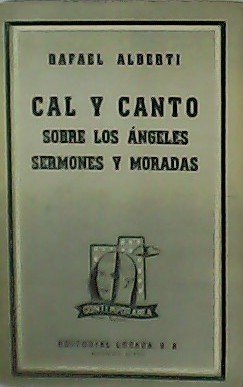 RAFAEL ALBERTI
CAL Y CANTO
SOBRE LOS ÁNGELES
SERMONES Y MORADAS
CONTEMPORANEA
EDITORIAL LOSADA S A